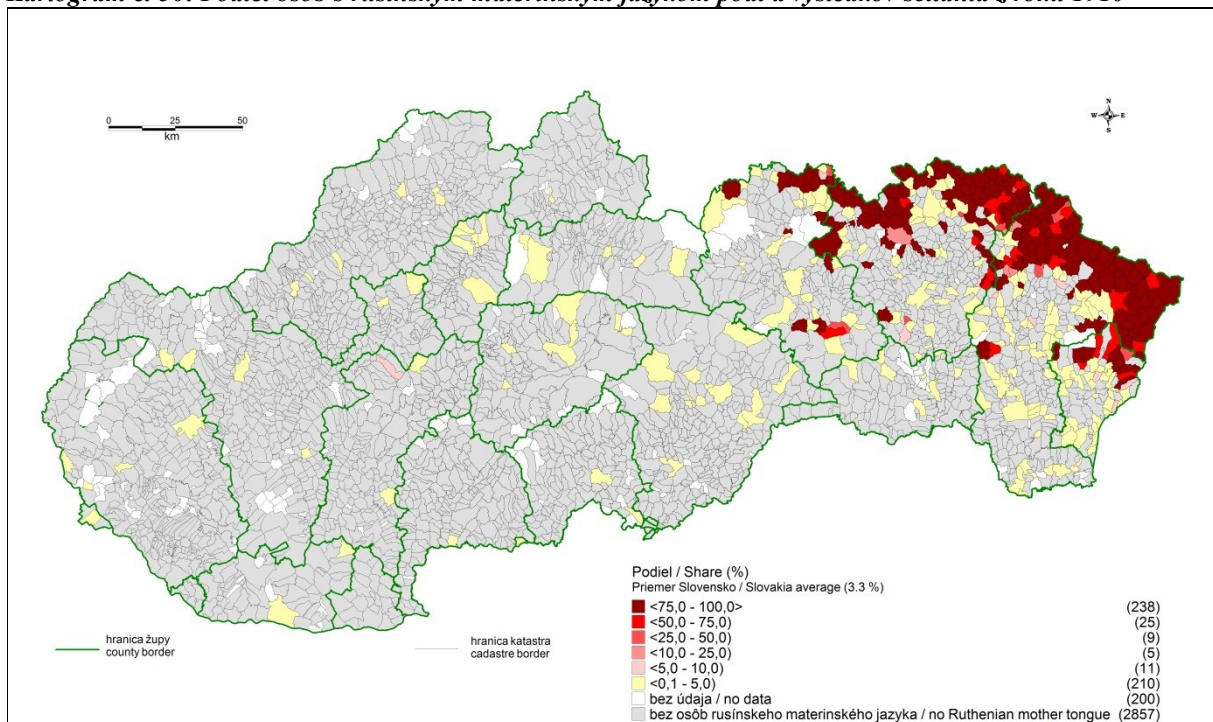 0 25 50
km
N
W E
S
Podiel / Share (%)
Priemer Slovensko / Slovakia average (3.3 %)
<75,0 - 100,0> (238)
<50,0 - 75,0) (25)
<25,0 - 50,0) (9)
<10,0 - 25,0) (5)
<5,0 - 10,0) (11)
<0,1 - 5,0) (210)
bez údaja / no data (200)
bez osôb rusínskeho materinského jazyka / no Ruthenian mother tongue (2857)
hranica župy
county border
hranica katastra
cadastre border